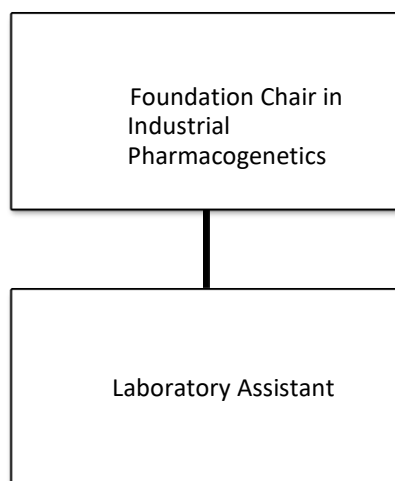 Foundation Chair in
Industrial
Pharmacogenetics
Laboratory Assistant